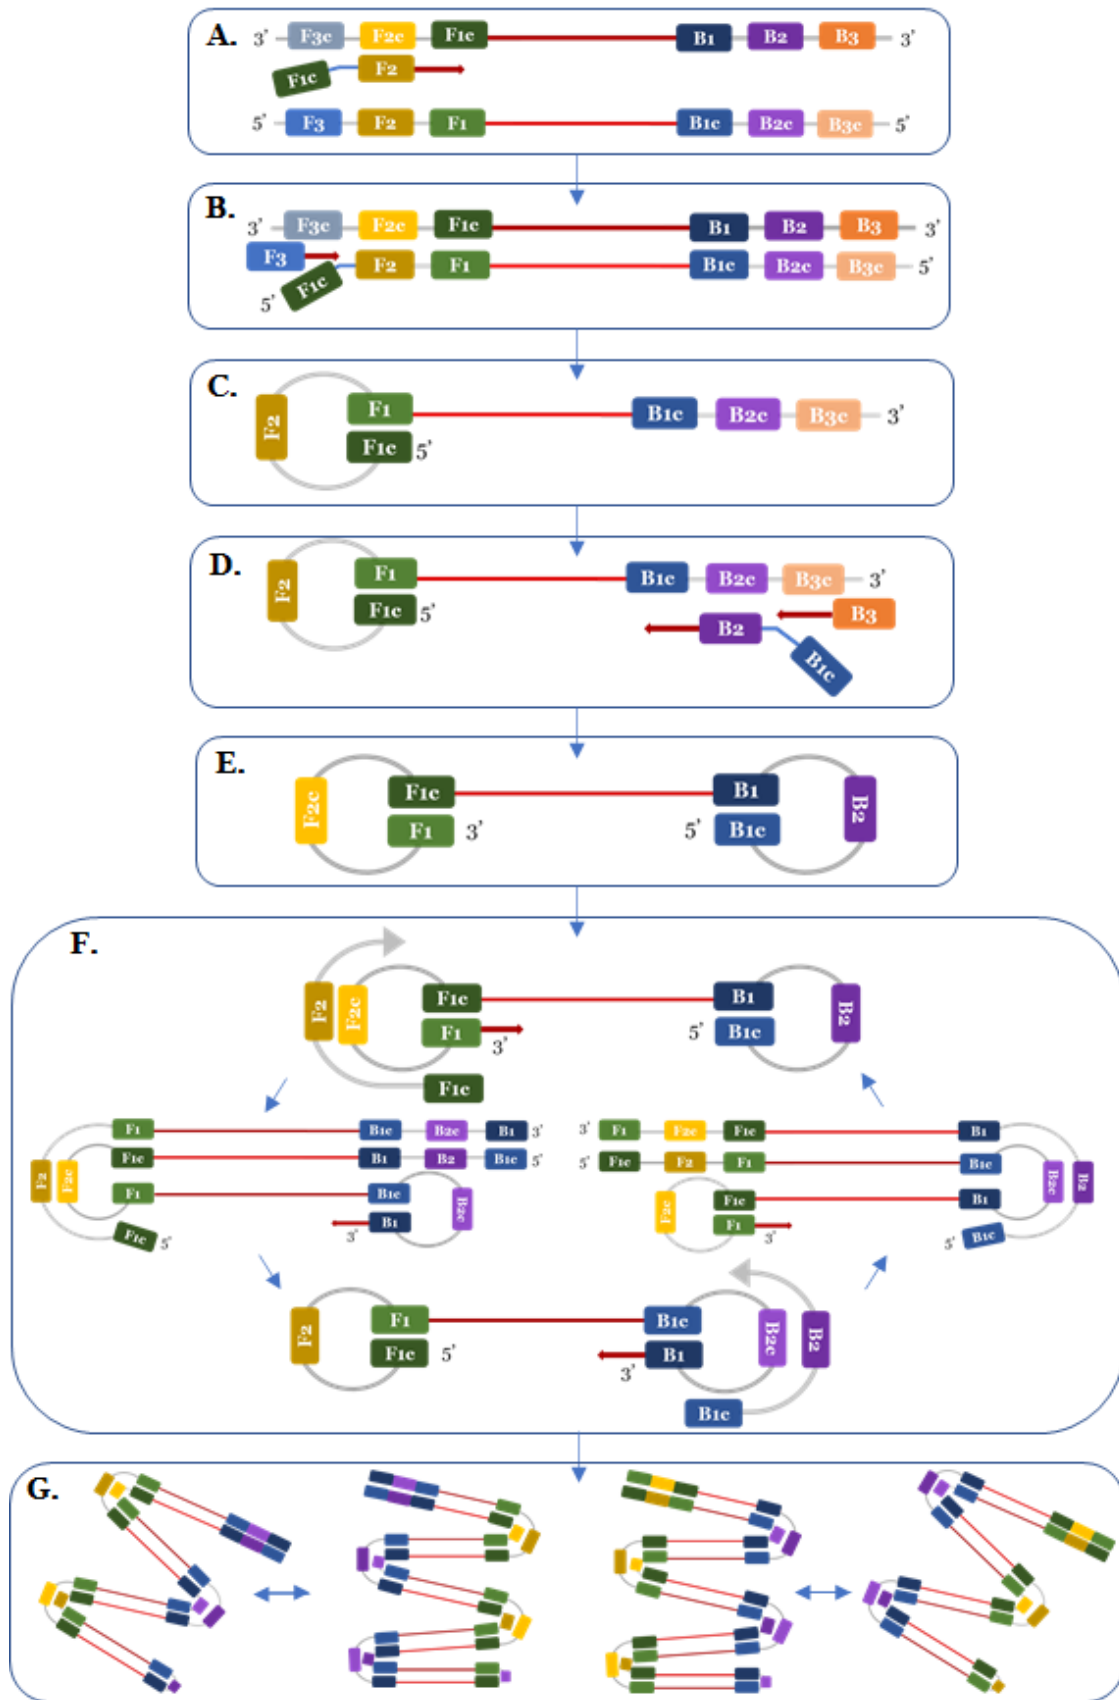 A. 3’ F3c F2c F1c B1 B2 B3 3’
F1c F2
5’ F3 F2 F1 B1c B2c B3c 5’
B. 3’ F3c F2c F1c B1 B2 B3 3’
F3 F2 F1 B1c B2c B3c 5’
5’ F1c
C. F2 F1 B1c B2c B3c 3’
F1c 5’
D. F2 F1 B1c B2c B3c 3’
F1c 5’ B2 B3
B1c
E. F2c F1c B1 B2
F1 3’ 5’ B1c
F.
F2 F2c F1c B1 B2
F1 3’ 5’ B1c
F1c
F1 B1c B2c B1 3’
F1c B1 B2 B1c 5’
F2 F2c F1 B1c B2c
3’ B1
F1c 5’
3’ F1 F2c F1c B1
5’ F1c F2 F1 B1c B2c B2
F2c F1c B1
F1 3’ 5’ B1c
F2 F1 B1c B2c B2
F1c 5’ 3’ B1
B1c
G.